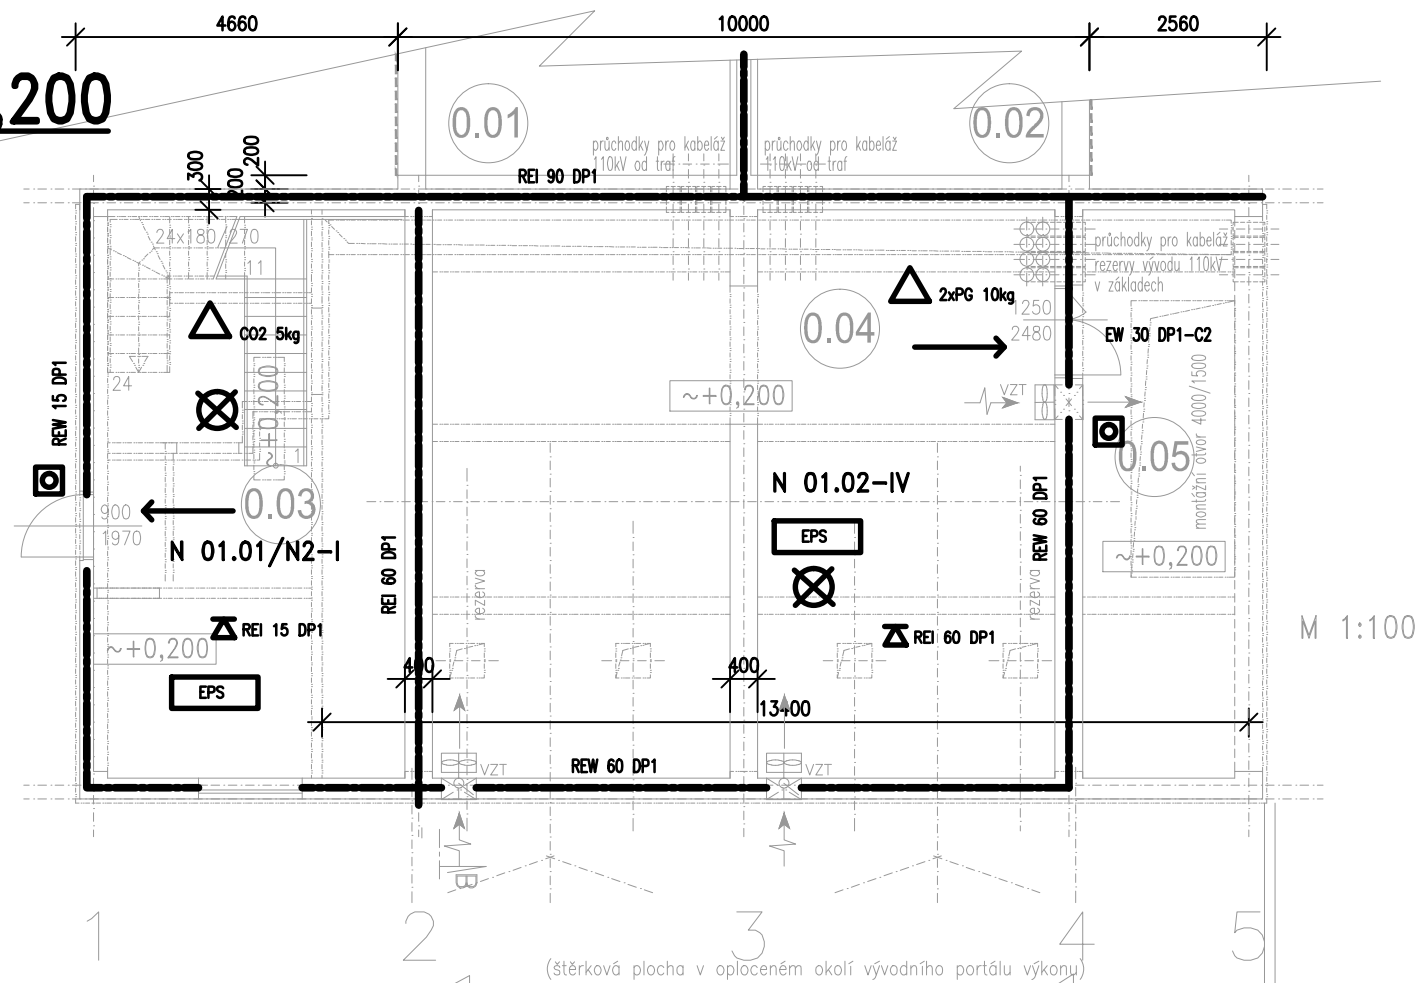 4660
10000
2560
,200
0.01
0.02
průchodky pro kabeláž
110kV od traf
průchodky pro kabeláž
110kV od traf
REI 90 DP1
300
200
200
24x180/270
11
průchodky pro kabeláž
rezervy vývodu 110kV
v základech
2xPG 10kg
1250
2480
CO2 5kg
0.04
EW 30 DP1-C2
24
REW 15 DP1
~+0,200
~+0,200
VZT
montážní otvor 4000/1500
0.05
1
0.03
N 01.02-IV
900
1970
EPS
REW 60 DP1
N 01.01/N2-I
REI 60 DP1
~+0,200
rezerva
rezerva
REI 15 DP1
REI 60 DP1
M 1:100
~+0,200
EPS
400
400
13400
REW 60 DP1
VZT
VZT
B
1
2
3
4
5
(štěrková plocha v oploceném okolí vývodního portálu výkonu)